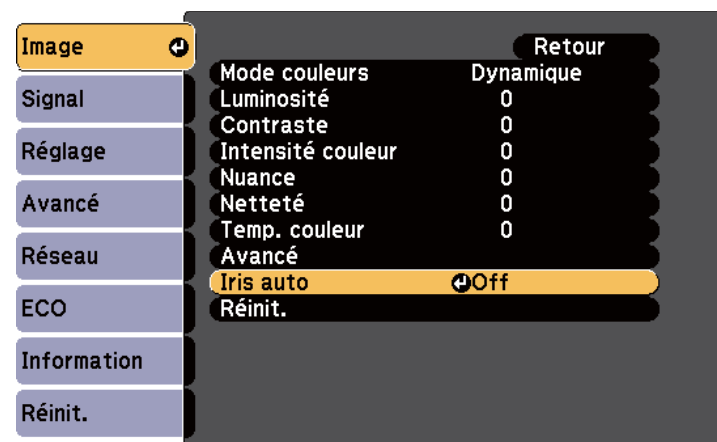 Image
Signal
Réglage
Avancé
Réseau
ECO
Information
Réinit.
Retour
Mode couleurs Dynamique
Luminosité 0
Contraste 0
Intensité couleur 0
Nuance 0
Netteté 0
Temp. couleur 0
Avancé
Iris auto Off
Réinit.